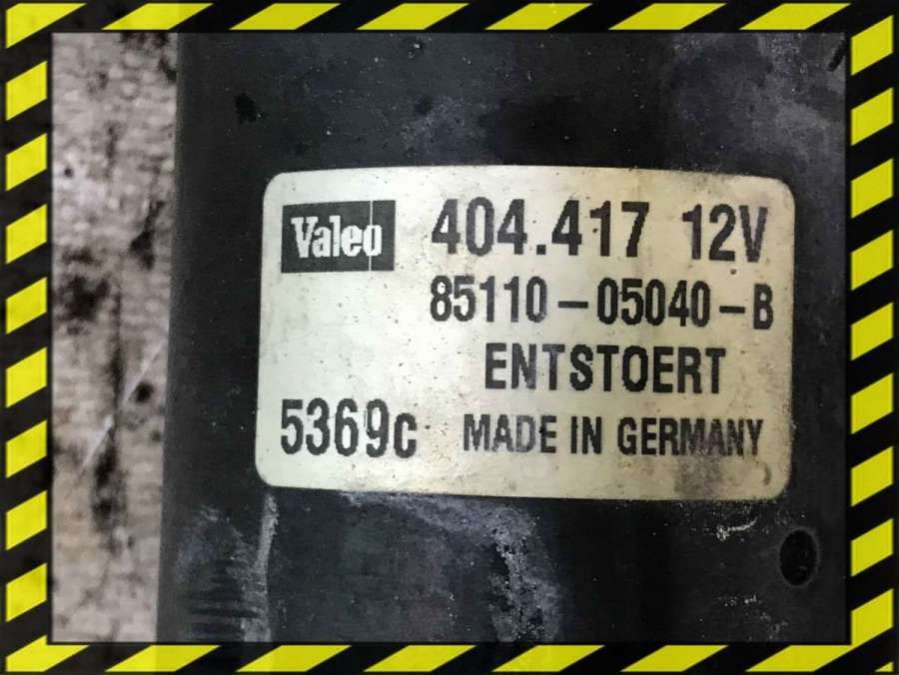 Valeo 404.417 12V
85110-05040-B
ENTSTOERT
5369c MADE IN GERMANY